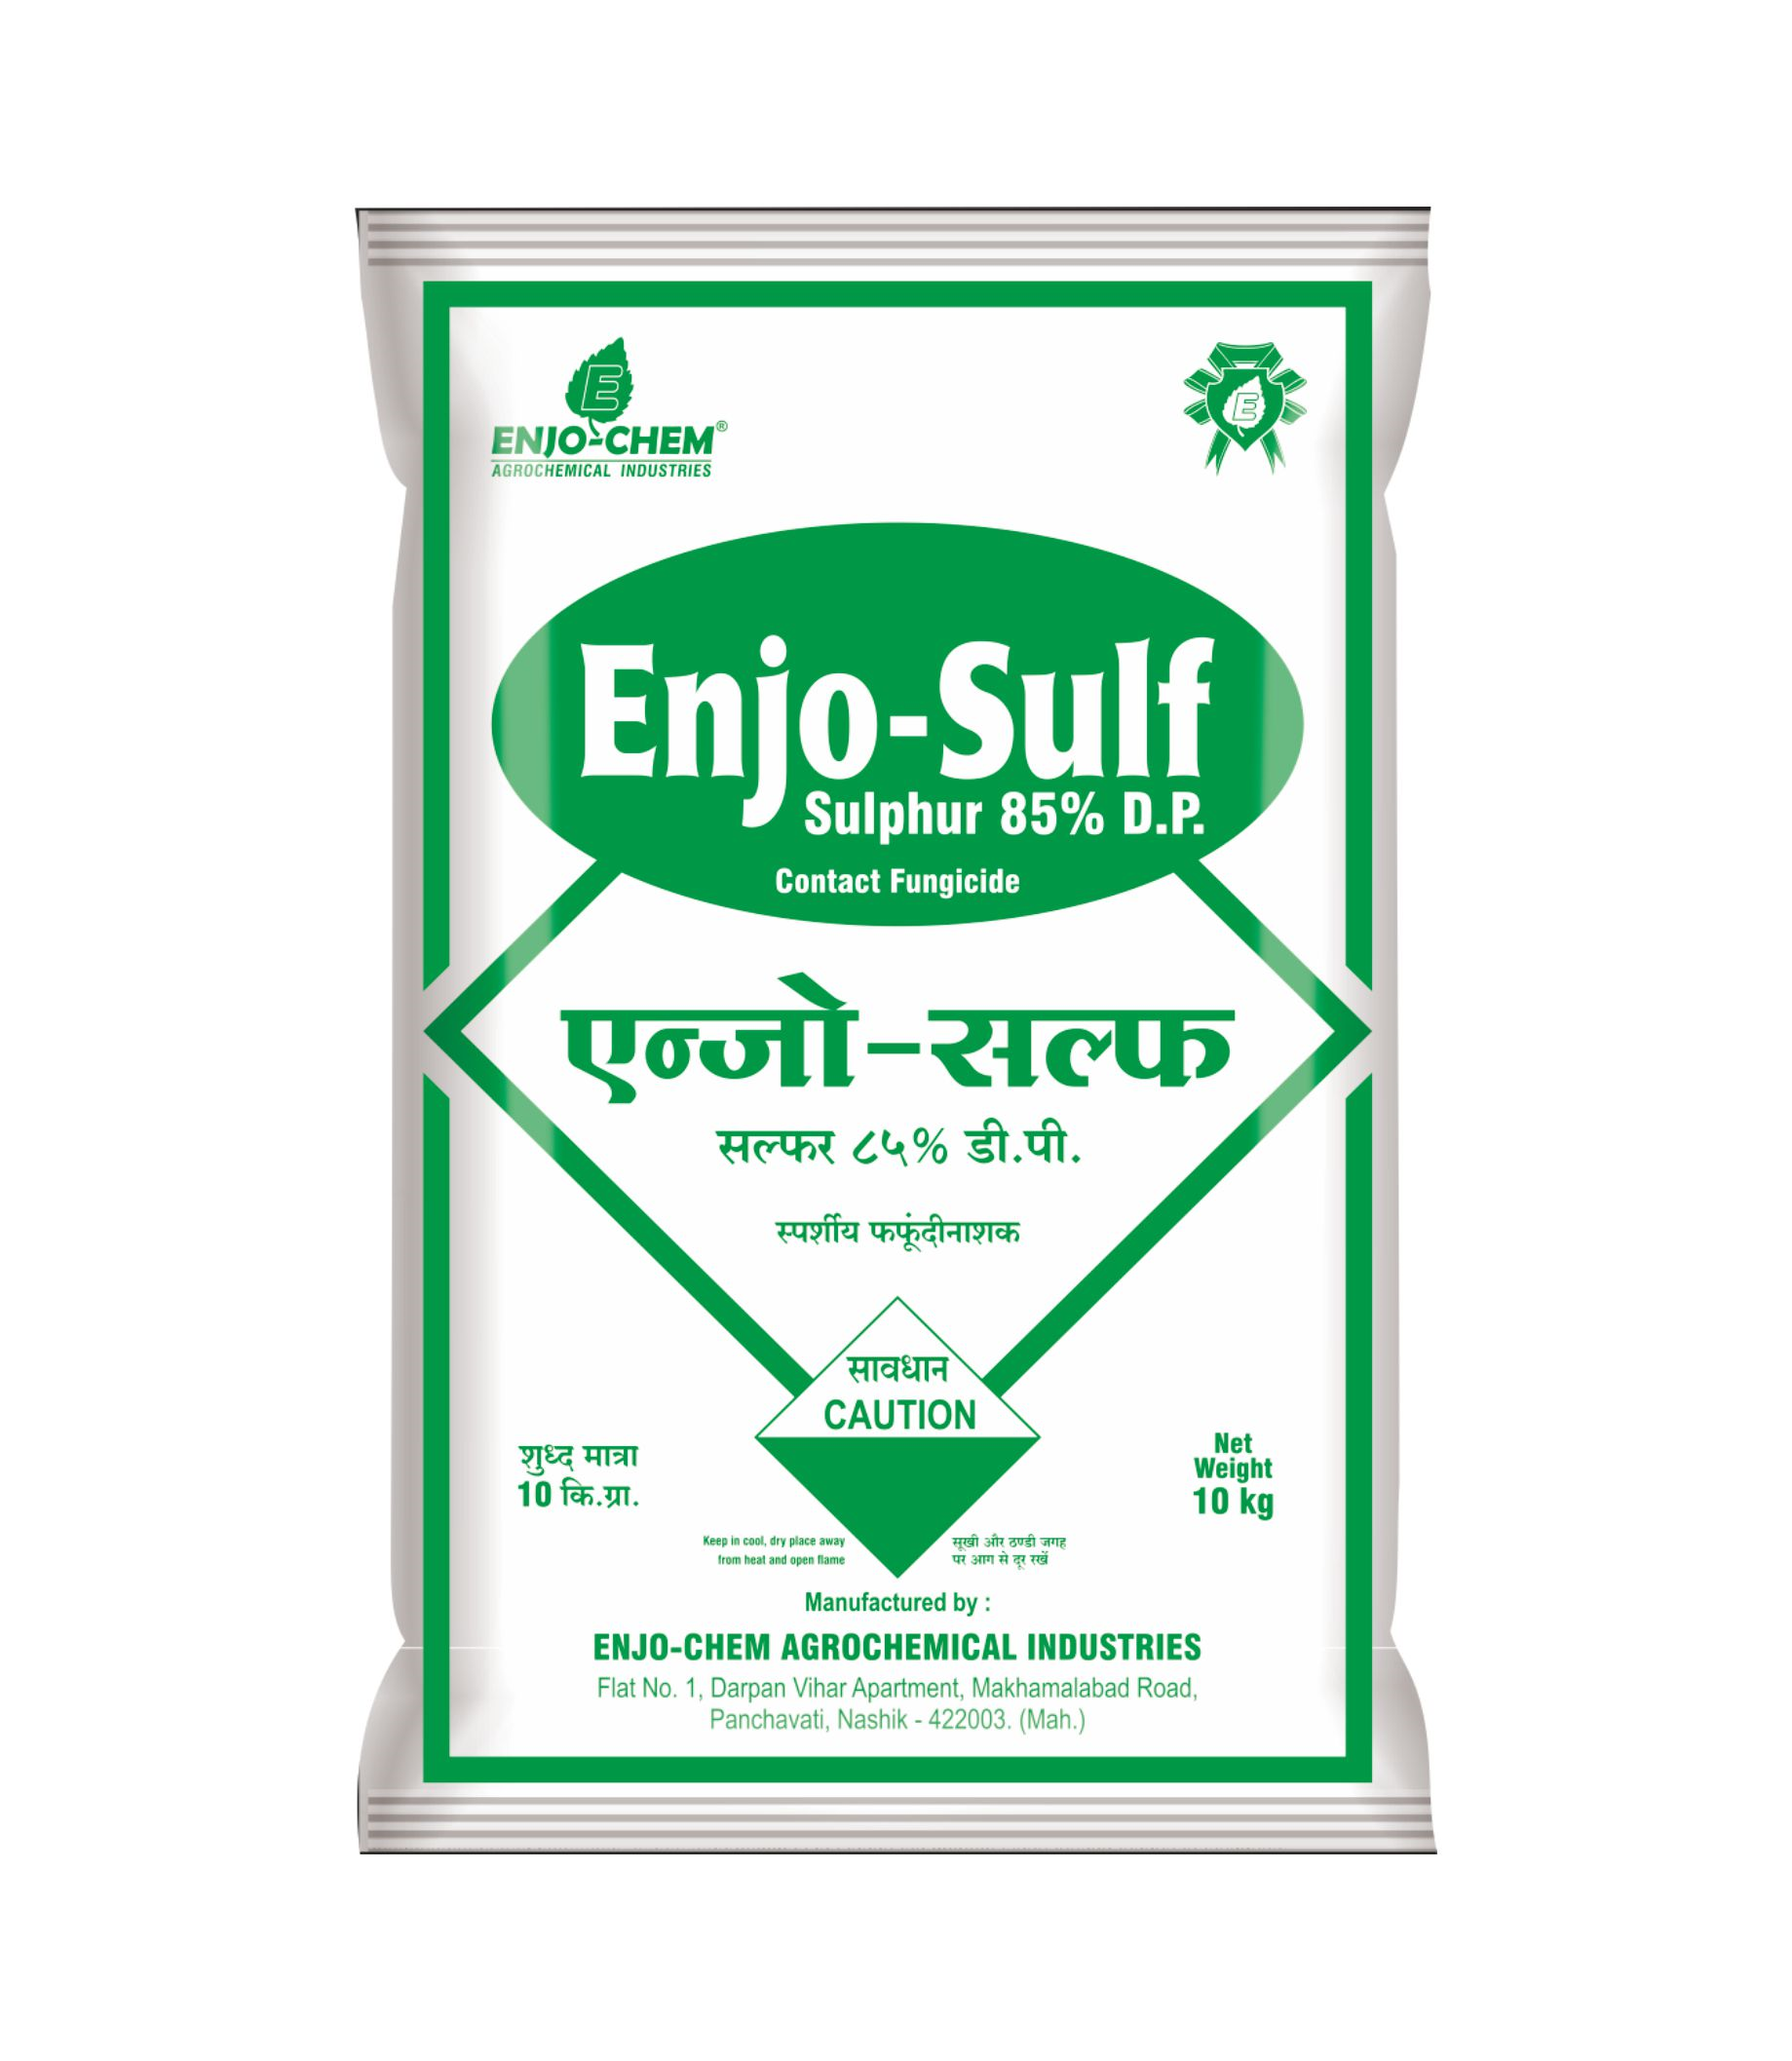 E
ENJO-CHEM®
AGROCHEMICAL INDUSTRIES
E
Enjo-Sulf
Sulphur 85% D.P.
Contact Fungicide
एन्जो-सल्फ
सल्फर ८५% डी.पी.
स्पर्शीय फफूंदीनाशक
सावधान
CAUTION
शुध्द मात्रा
10 कि.ग्रा.
Net
Weight
10 kg
Keep in cool, dry place away
from heat and open flame
सूखी और ठण्डी जगह
पर आग से दूर रखें
Manufactured by :
ENJO-CHEM AGROCHEMICAL INDUSTRIES
Flat No. 1, Darpan Vihar Apartment, Makhamalabad Road,
Panchavati, Nashik - 422003. (Mah.)